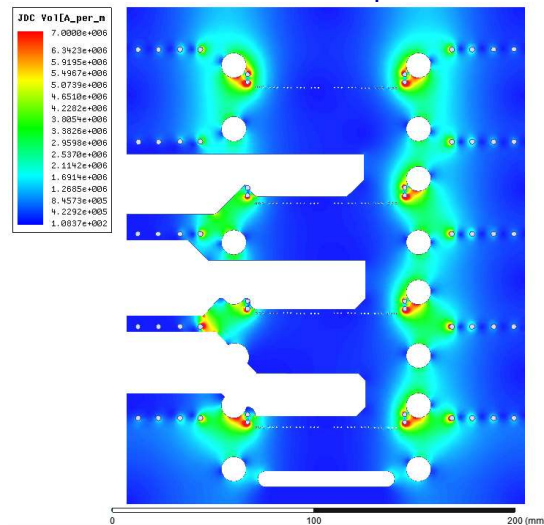 JDC Vol[A_per_m
7.0000e+006
6.3423e+006
5.9195e+006
5.4967e+006
5.0739e+006
4.6510e+006
4.2282e+006
3.8054e+006
3.3826e+006
2.9598e+006
2.5370e+006
2.1142e+006
1.6914e+006
1.2685e+006
8.4573e+005
4.2292e+005
1.0837e+002
0 100 200 (mm)